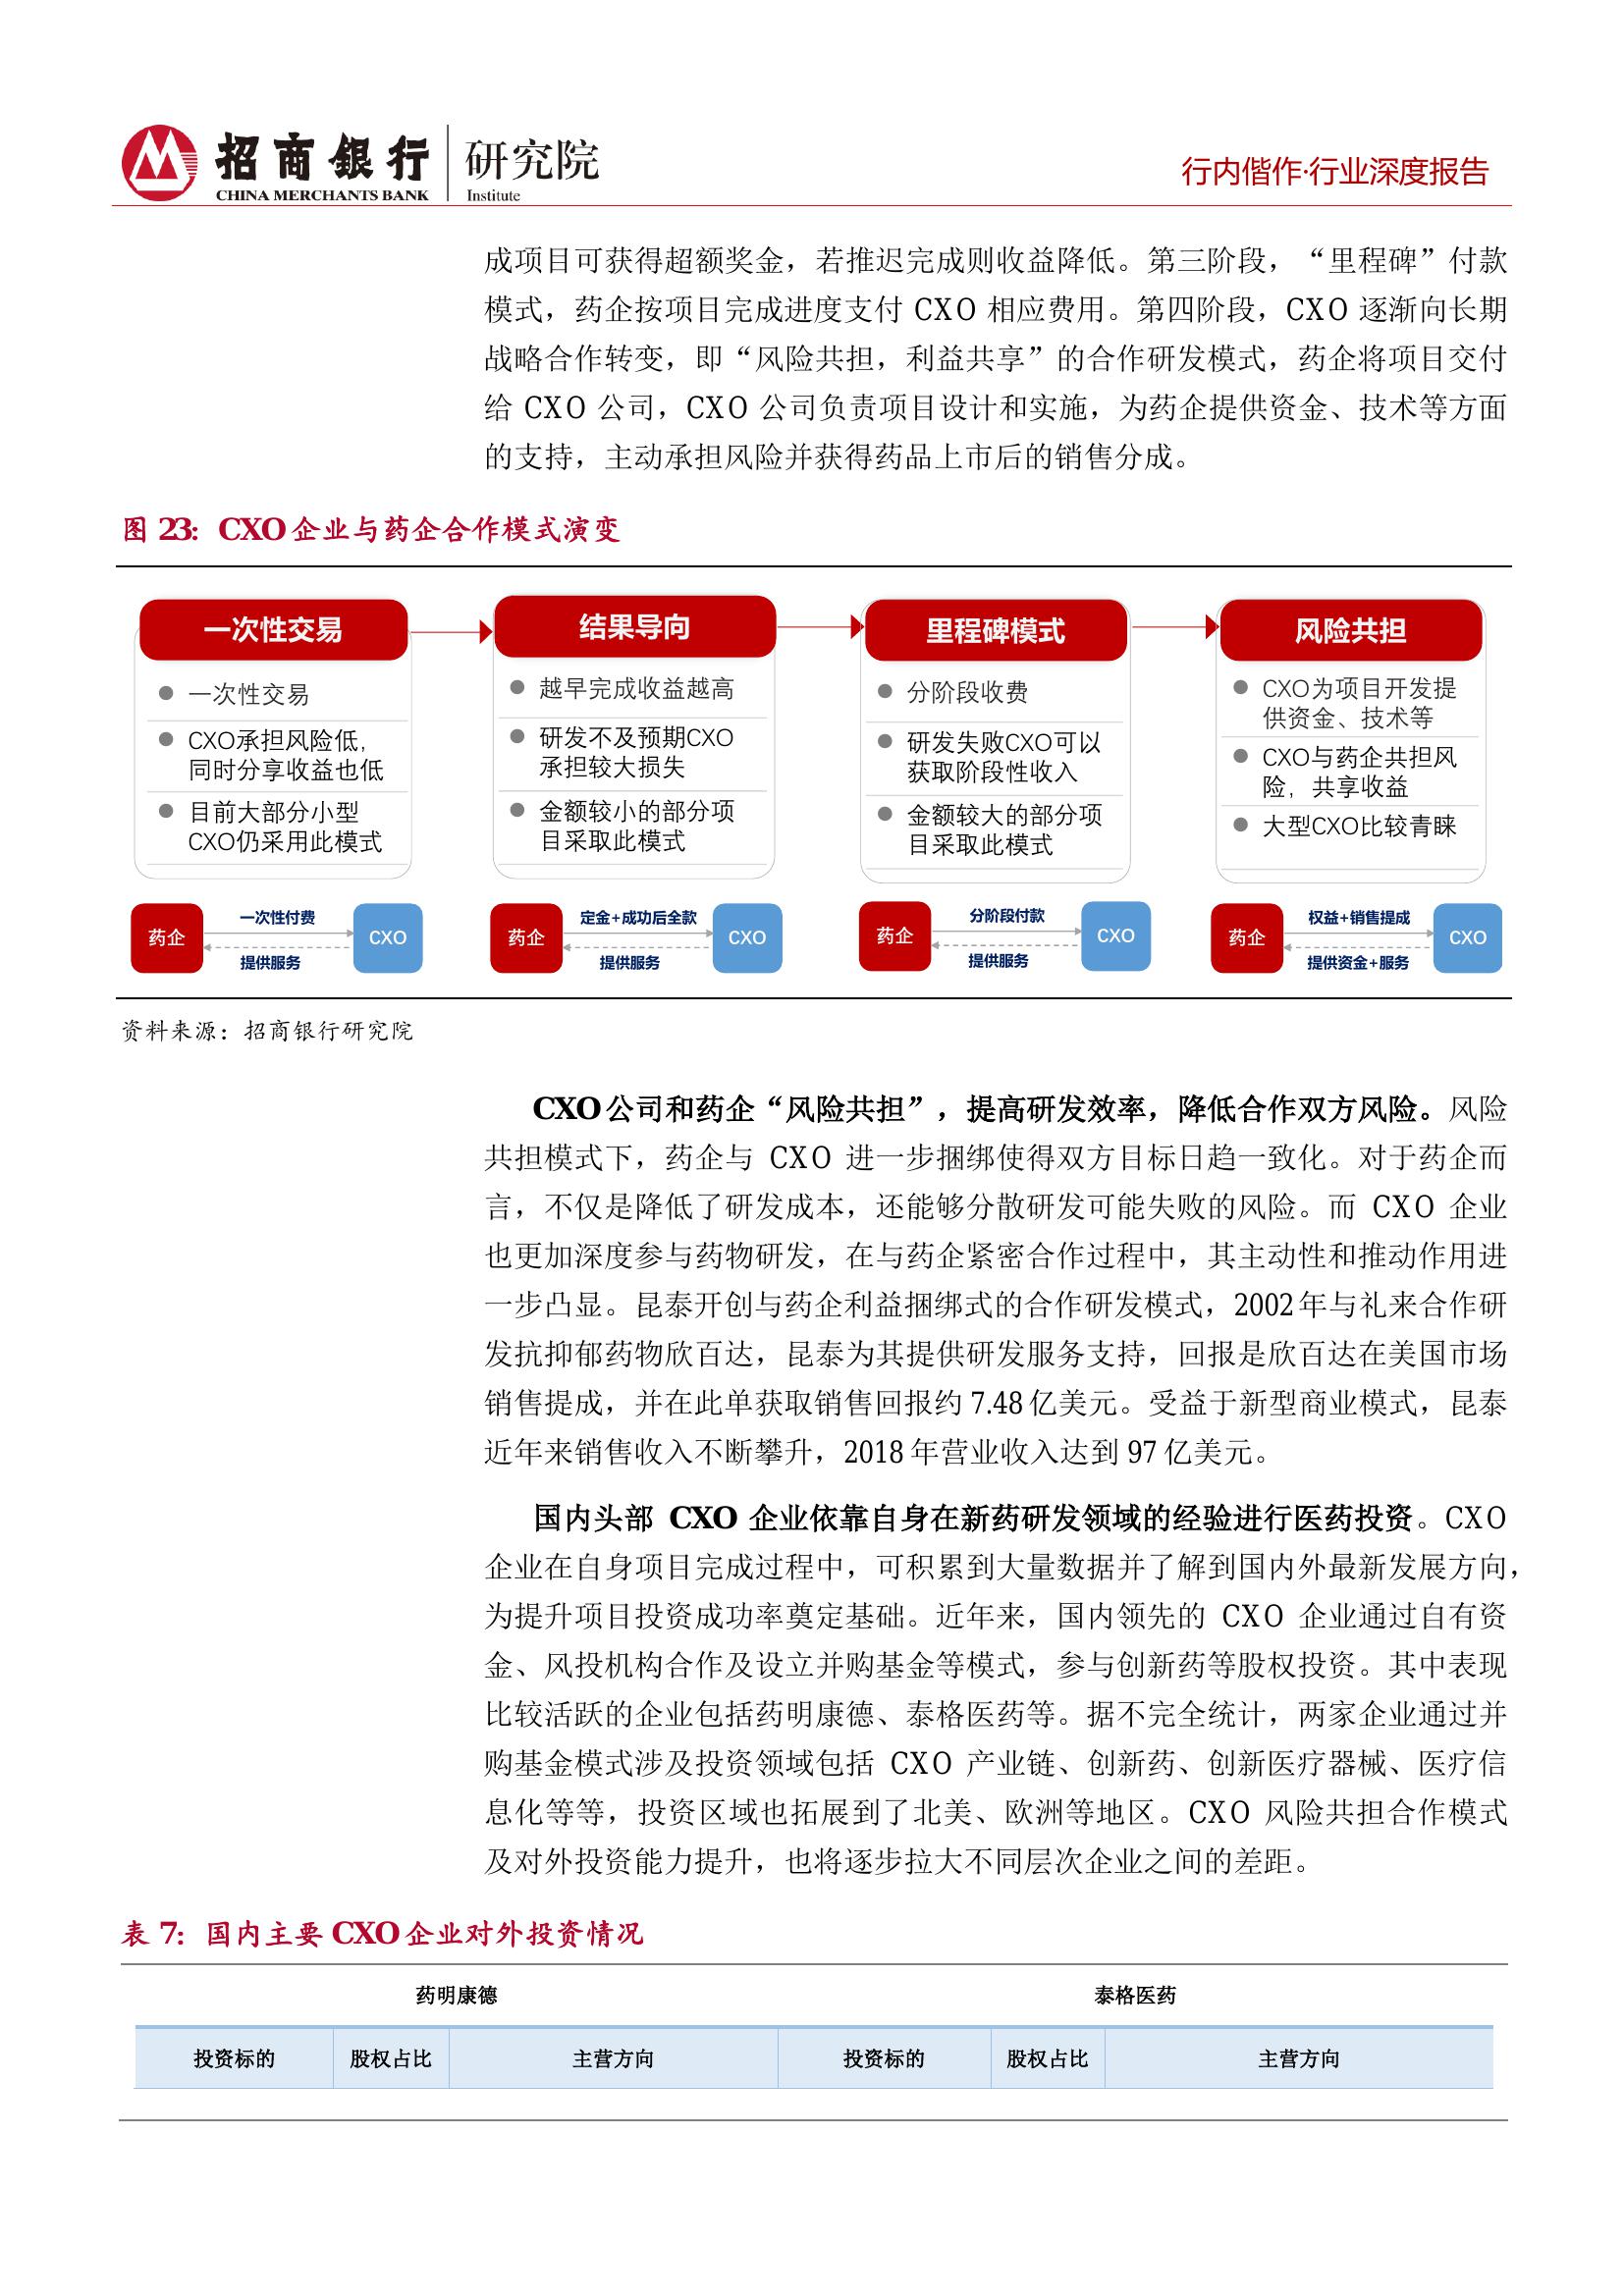 招商银行 研究院
CHINA MERCHANTS BANK Institute
行内偕作·行业深度报告
成项目可获得超额奖金，若推迟完成则收益降低。第三阶段，“里程碑”付款
模式，药企按项目完成进度支付 CXO 相应费用。第四阶段，CXO 逐渐向长期
战略合作转变，即“风险共担，利益共享”的合作研发模式，药企将项目交付
给 CXO 公司，CXO 公司负责项目设计和实施，为药企提供资金、技术等方面
的支持，主动承担风险并获得药品上市后的销售分成。
图 23：CXO 企业与药企合作模式演变
一次性交易
一次性交易
CXO承担风险低，
同时分享收益也低
目前大部分小型
CXO仍采用此模式
药企
一次性付费
提供服务
CXO
结果导向
越早完成收益越高
研发不及预期CXO
承担较大损失
金额较小的部分项
目采取此模式
药企
定金+成功后全款
提供服务
CXO
里程碑模式
分阶段收费
研发失败CXO可以
获取阶段性收入
金额较大的部分项
目采取此模式
药企
分阶段付款
提供服务
CXO
风险共担
CXO为项目开发提
供资金、技术等
CXO与药企共担风
险，共享收益
大型CXO比较青睐
药企
权益+销售提成
提供资金+服务
CXO
资料来源：招商银行研究院
CXO 公司和药企“风险共担”，提高研发效率，降低合作双方风险。风险
共担模式下，药企与 CXO 进一步捆绑使得双方目标日趋一致化。对于药企而
言，不仅是降低了研发成本，还能够分散研发可能失败的风险。而 CXO 企业
也更加深度参与药物研发，在与药企紧密合作过程中，其主动性和推动作用进
一步凸显。昆泰开创与药企利益捆绑式的合作研发模式，2002 年与礼来合作研
发抗抑郁药物欣百达，昆泰为其提供研发服务支持，回报是欣百达在美国市场
销售提成，并在此单获取销售回报约 7.48 亿美元。受益于新型商业模式，昆泰
近年来销售收入不断攀升，2018 年营业收入达到 97 亿美元。
国内头部 CXO 企业依靠自身在新药研发领域的经验进行医药投资。CXO
企业在自身项目完成过程中，可积累到大量数据并了解到国内外最新发展方向，
为提升项目投资成功率奠定基础。近年来，国内领先的 CXO 企业通过自有资
金、风投机构合作及设立并购基金等模式，参与创新药等股权投资。其中表现
比较活跃的企业包括药明康德、泰格医药等。据不完全统计，两家企业通过并
购基金模式涉及投资领域包括 CXO 产业链、创新药、创新医疗器械、医疗信
息化等等，投资区域也拓展到了北美、欧洲等地区。CXO 风险共担合作模式
及对外投资能力提升，也将逐步拉大不同层次企业之间的差距。
表 7：国内主要 CXO 企业对外投资情况
药明康德 泰格医药
投资标的 股权占比 主营方向 投资标的 股权占比 主营方向